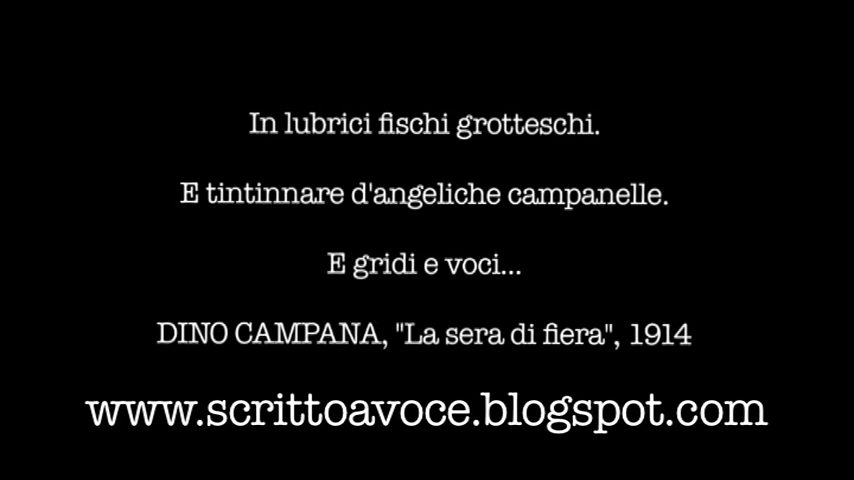 In lubrici fischi grotteschi.
E tintinnare d'angeliche campanelle.
E gridi e voci...
DINO CAMPANA, "La sera di fiera", 1914
www.scrittoavoce.blogspot.com